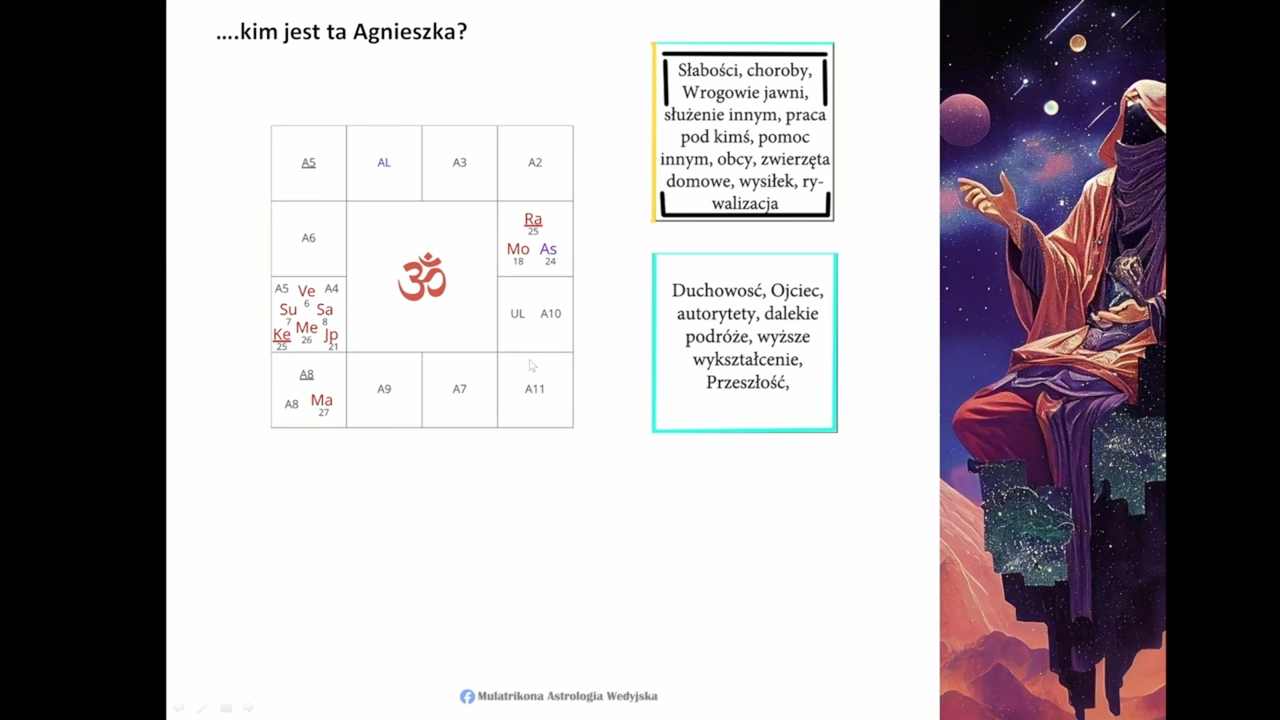 ....kim jest ta Agnieszka?
A5 AL A3 A2
A6
Ra
25
Mo As
18 24
A5 Ve A4
6
Su Sa
7 8
Ke Me Jp
25 26 21
UL A10
A8
A8 Ma
27
A9 A7 A11
ॐ
Słabości, choroby,
Wrogowie jawni,
służenie innym, praca
pod kimś, pomoc
innym, obcy, zwierzęta
domowe, wysiłek, ry-
walizacja
Duchowosć, Ojciec,
autorytety, dalekie
podróże, wyższe
wykształcenie,
Przeszłość,
Mulatrikona Astrologia Wedyjska